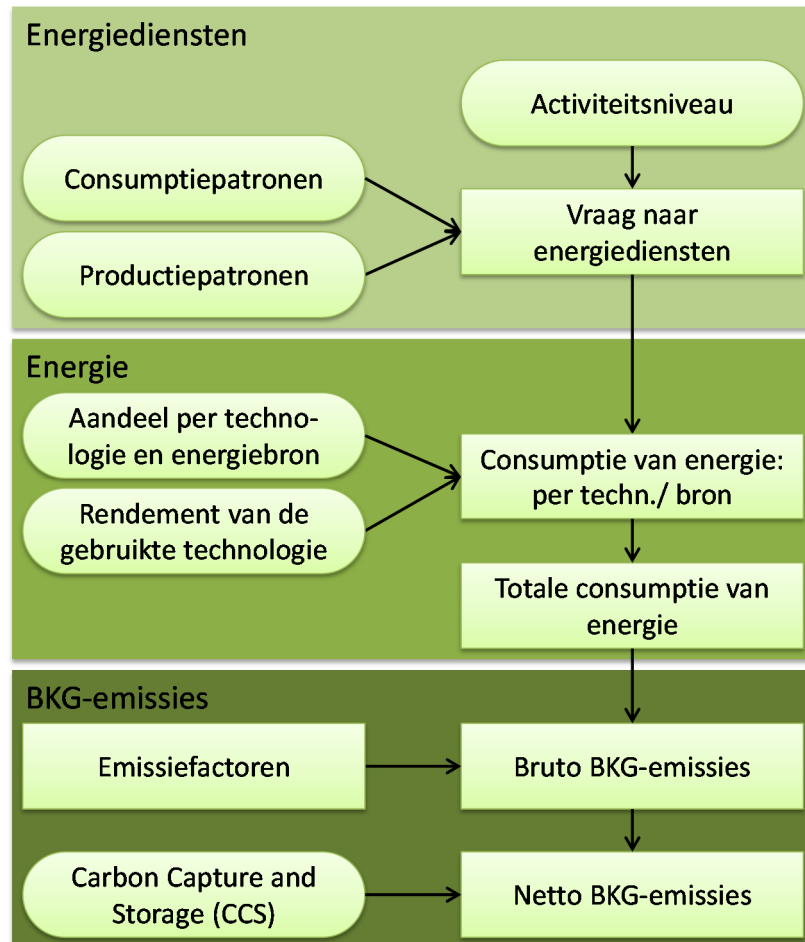 Energiediensten
Activiteitsniveau
Consumptiepatronen
Vraag naar
energiediensten
Productiepatronen
Energie
Aandeel per techno-
logie en energiebron
Consumptie van energie:
per techn./ bron
Rendement van de
gebruikte technologie
Totale consumptie van
energie
BKG-emissies
Emissiefactoren
Bruto BKG-emissies
Carbon Capture and
Storage (CCS)
Netto BKG-emissies